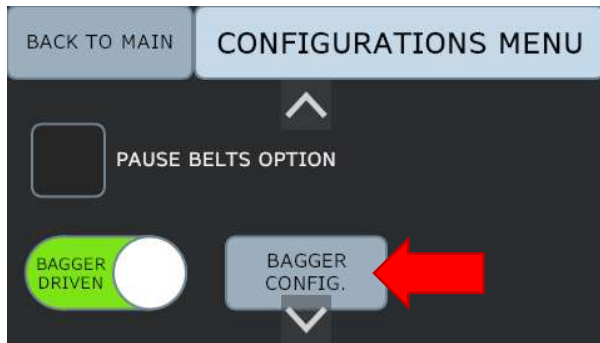 BACK TO MAIN
CONFIGURATIONS MENU
PAUSE BELTS OPTION
BAGGER
DRIVEN
BAGGER
CONFIG.